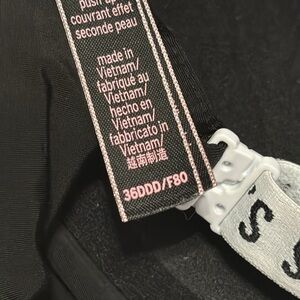 push up
couvrant effet
seconde peau
made in
Vietnam/
fabriqué au
Vietnam/
hecho en
Vietnam/
fabbricato in
Vietnam/
越南制造
36DDD/F80
'S